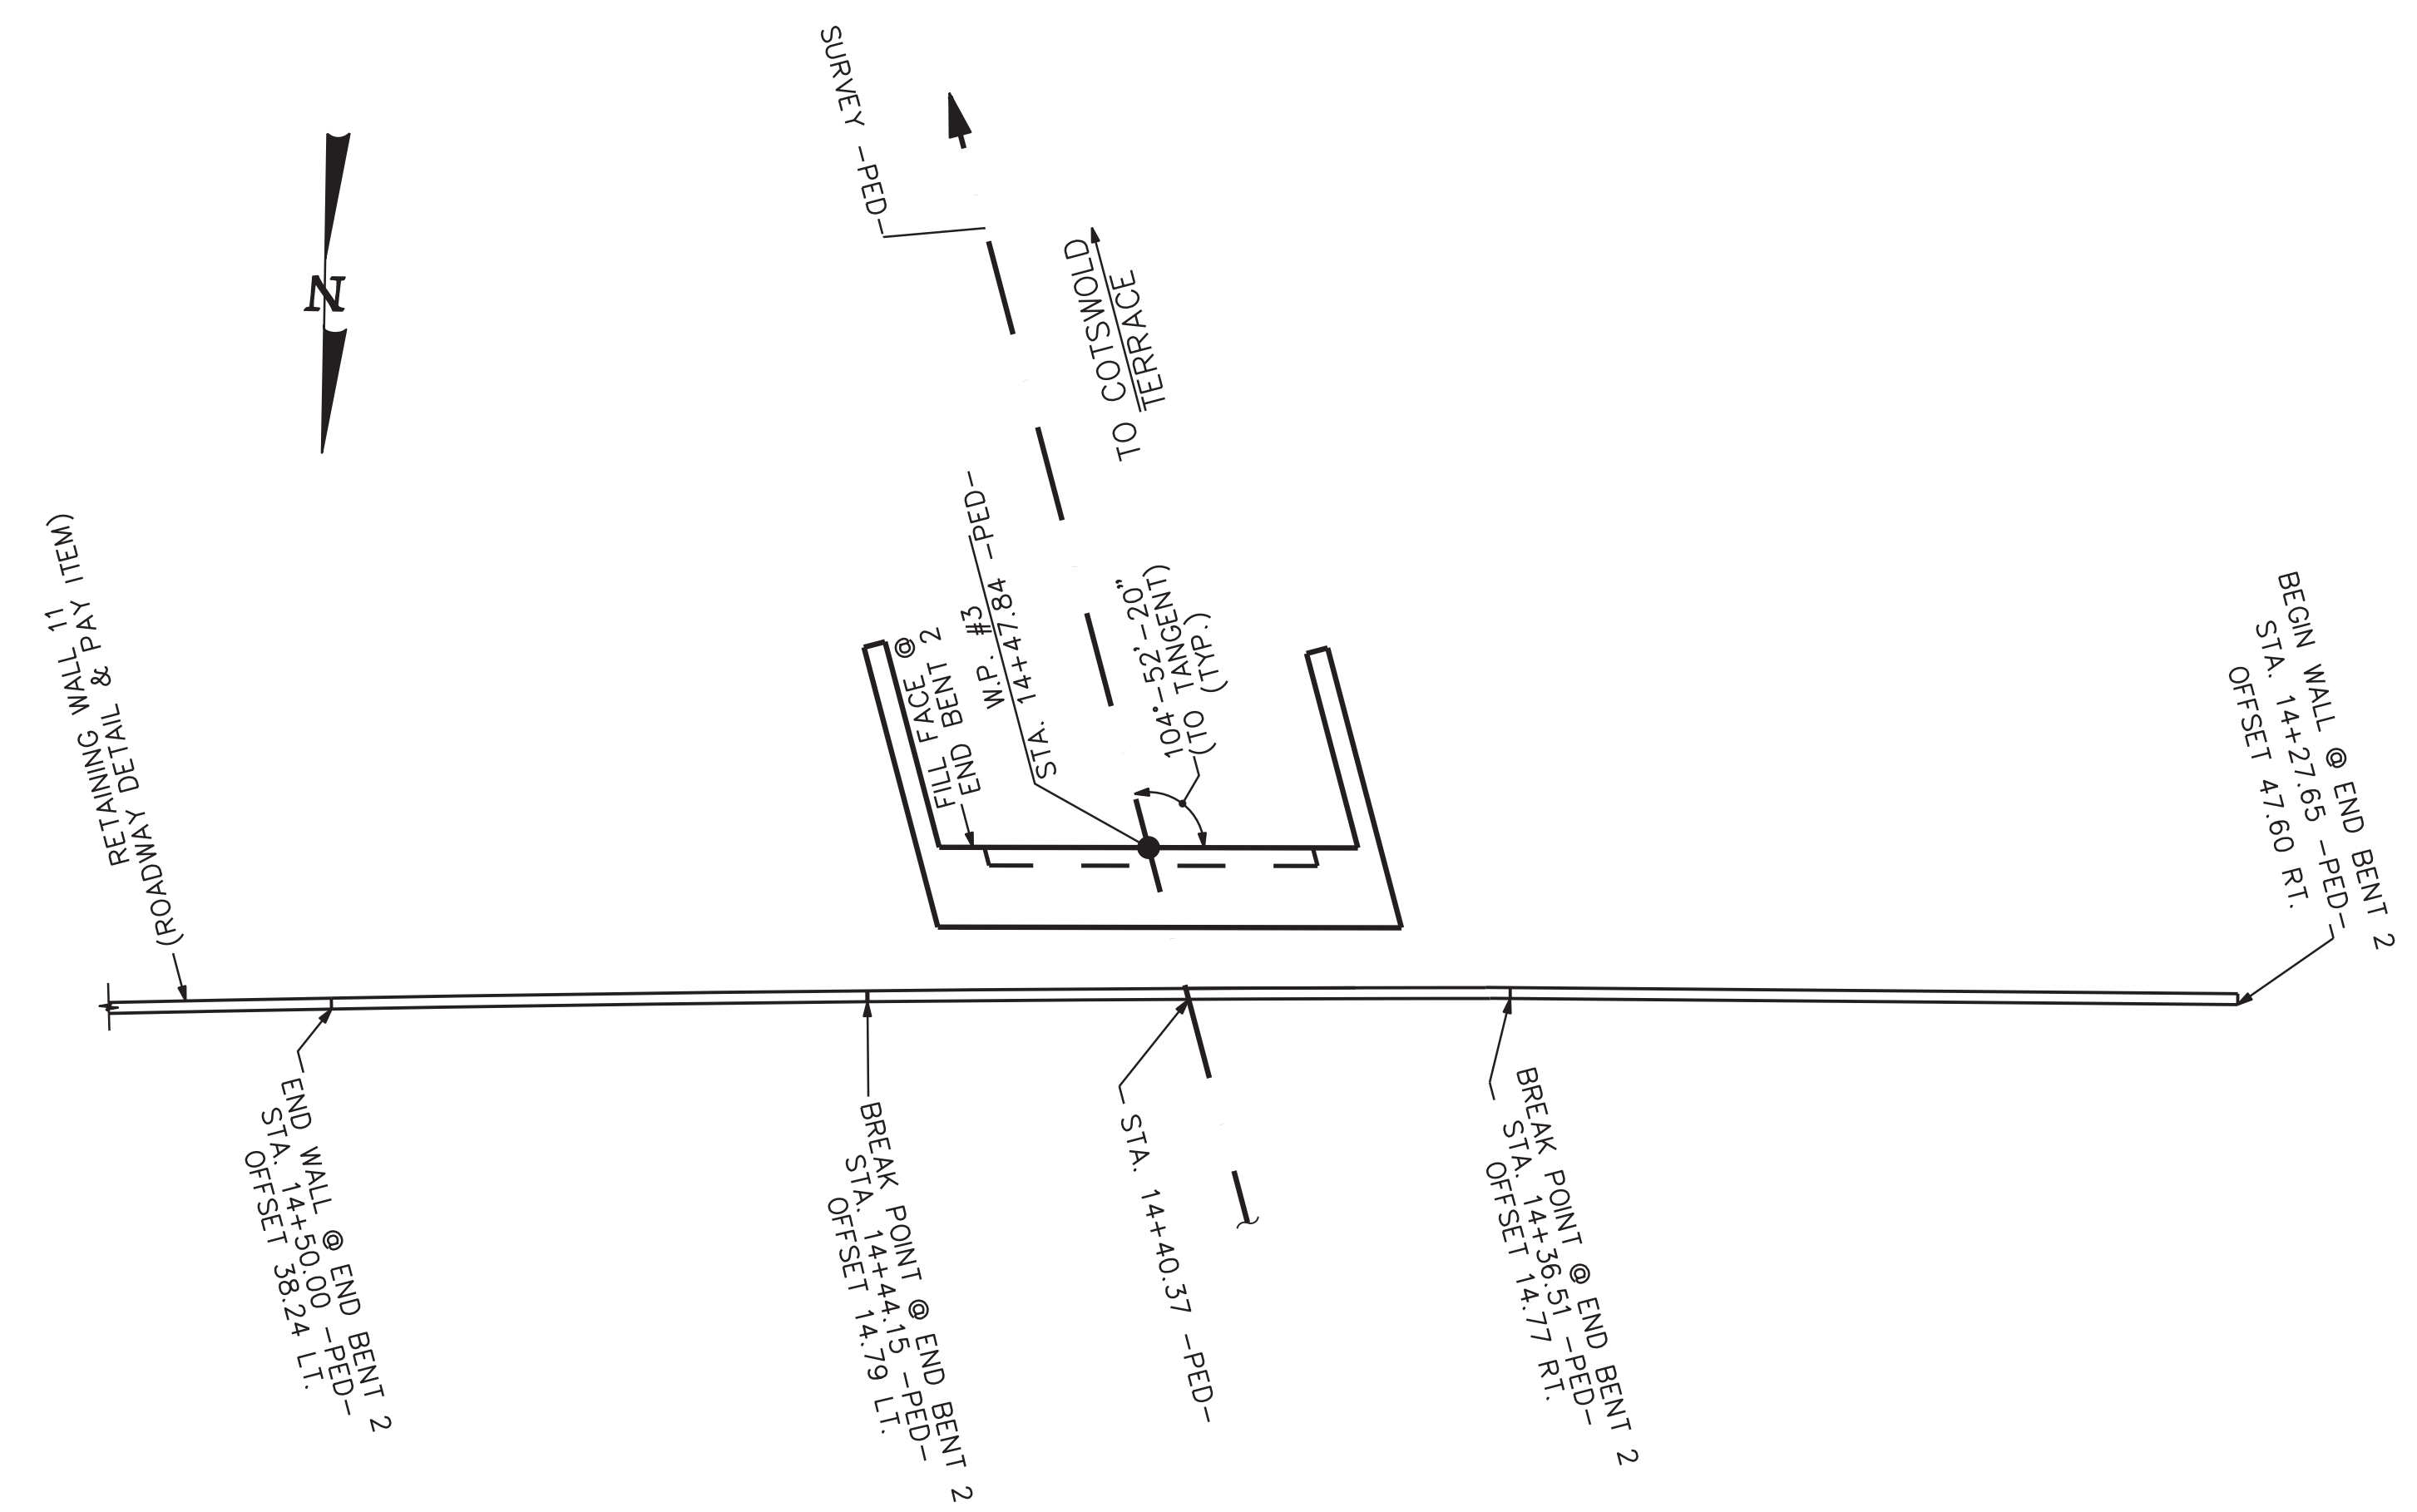 SURVEY -PED-
N
TO COTSWOLD
TERRACE
RETAINING WALL 11
(ROADWAY DETAIL & PAY ITEM)
FILL FACE @
END BENT 2
W.P. #3
STA. 14+47.84 -PED-
104°-52'-20"
(TO TANGENT)
(TYP.)
BEGIN WALL @ END BENT 2
STA. 14+27.65 -PED-
OFFSET 47.60 RT.
END WALL @ END BENT 2
STA. 14+50.00 -PED-
OFFSET 38.24 LT.
BREAK POINT @ END BENT 2
STA. 14+44.15 -PED-
OFFSET 14.79 LT.
STA. 14+40.37 -PED-
BREAK POINT @ END BENT 2
STA. 14+36.51 -PED-
OFFSET 14.77 RT.